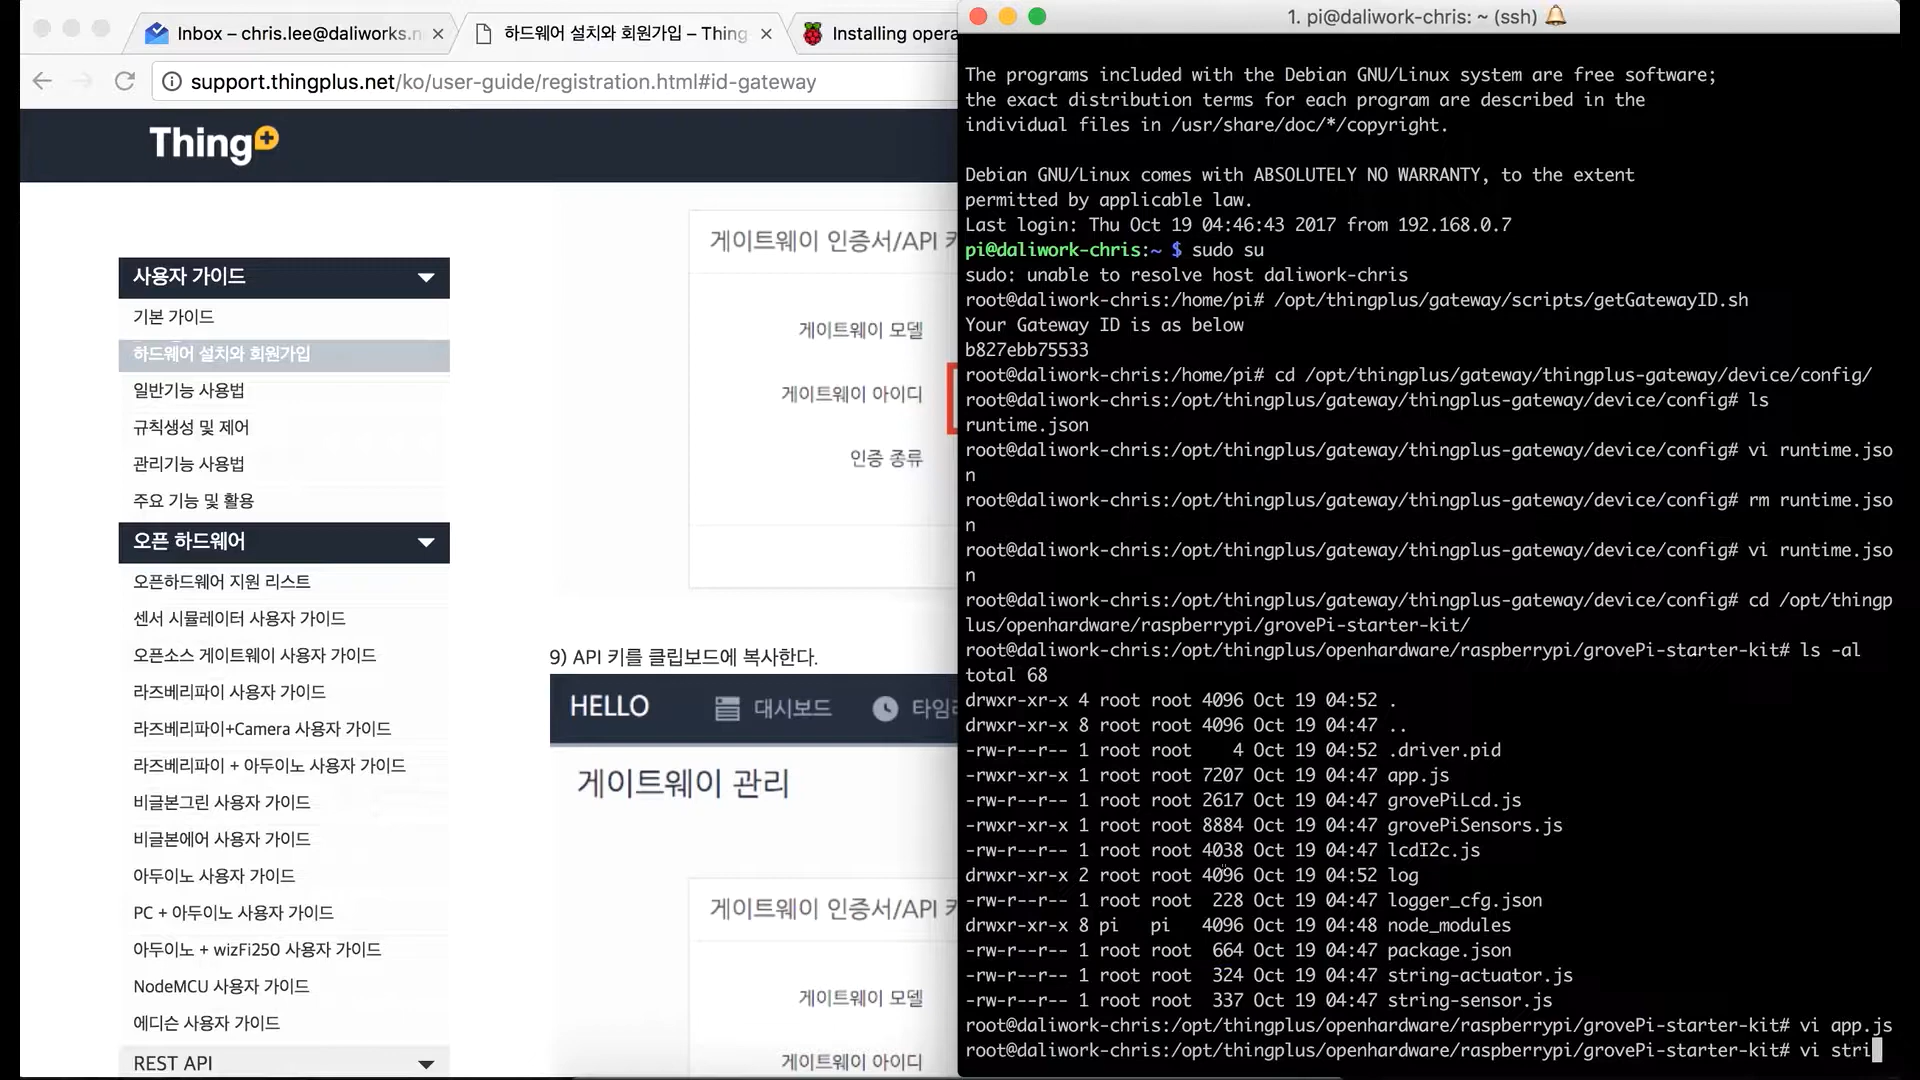 Inbox – chris.lee@daliworks.n
하드웨어 설치와 회원가입 – Thing
Installing opera
support.thingplus.net/ko/user-guide/registration.html#id-gateway
Thing+
사용자 가이드
기본 가이드
하드웨어 설치와 회원가입
일반기능 사용법
규칙생성 및 제어
관리기능 사용법
주요 기능 및 활용
오픈 하드웨어
오픈하드웨어 지원 리스트
센서 시뮬레이터 사용자 가이드
오픈소스 게이트웨이 사용자 가이드
라즈베리파이 사용자 가이드
라즈베리파이+Camera 사용자 가이드
라즈베리파이 + 아두이노 사용자 가이드
비글본그린 사용자 가이드
비글본에어 사용자 가이드
아두이노 사용자 가이드
PC + 아두이노 사용자 가이드
아두이노 + wizFi250 사용자 가이드
NodeMCU 사용자 가이드
에디슨 사용자 가이드
REST API
게이트웨이 인증서/API 키
게이트웨이 모델
게이트웨이 아이디
인증 종류
9) API 키를 클립보드에 복사한다.
HELLO
대시보드
타임라
게이트웨이 관리
게이트웨이 인증서/API 키
게이트웨이 모델
게이트웨이 아이디
1. pi@daliwork-chris: ~ (ssh)
The programs included with the Debian GNU/Linux system are free software;
the exact distribution terms for each program are described in the
individual files in /usr/share/doc/*/copyright.
Debian GNU/Linux comes with ABSOLUTELY NO WARRANTY, to the extent
permitted by applicable law.
Last login: Thu Oct 19 04:46:43 2017 from 192.168.0.7
pi@daliwork-chris:~ $ sudo su
sudo: unable to resolve host daliwork-chris
root@daliwork-chris:/home/pi# /opt/thingplus/gateway/scripts/getGatewayID.sh
Your Gateway ID is as below
b827ebb75533
root@daliwork-chris:/home/pi# cd /opt/thingplus/gateway/thingplus-gateway/device/config/
root@daliwork-chris:/opt/thingplus/gateway/thingplus-gateway/device/config# ls
runtime.json
root@daliwork-chris:/opt/thingplus/gateway/thingplus-gateway/device/config# vi runtime.jso
n
root@daliwork-chris:/opt/thingplus/gateway/thingplus-gateway/device/config# rm runtime.jso
n
root@daliwork-chris:/opt/thingplus/gateway/thingplus-gateway/device/config# vi runtime.jso
n
root@daliwork-chris:/opt/thingplus/gateway/thingplus-gateway/device/config# cd /opt/thingp
lus/openhardware/raspberrypi/grovePi-starter-kit/
root@daliwork-chris:/opt/thingplus/openhardware/raspberrypi/grovePi-starter-kit# ls -al
total 68
drwxr-xr-x 4 root root 4096 Oct 19 04:52 .
drwxr-xr-x 8 root root 4096 Oct 19 04:47 ..
-rw-r--r-- 1 root root    4 Oct 19 04:52 .driver.pid
-rwxr-xr-x 1 root root 7207 Oct 19 04:47 app.js
-rw-r--r-- 1 root root 2617 Oct 19 04:47 grovePiLcd.js
-rwxr-xr-x 1 root root 8884 Oct 19 04:47 grovePiSensors.js
-rw-r--r-- 1 root root 4038 Oct 19 04:47 lcdI2c.js
drwxr-xr-x 2 root root 4096 Oct 19 04:52 log
-rw-r--r-- 1 root root  228 Oct 19 04:47 logger_cfg.json
drwxr-xr-x 8 pi   pi   4096 Oct 19 04:48 node_modules
-rw-r--r-- 1 root root  664 Oct 19 04:47 package.json
-rw-r--r-- 1 root root  324 Oct 19 04:47 string-actuator.js
-rw-r--r-- 1 root root  337 Oct 19 04:47 string-sensor.js
root@daliwork-chris:/opt/thingplus/openhardware/raspberrypi/grovePi-starter-kit# vi app.js
root@daliwork-chris:/opt/thingplus/openhardware/raspberrypi/grovePi-starter-kit# vi stri